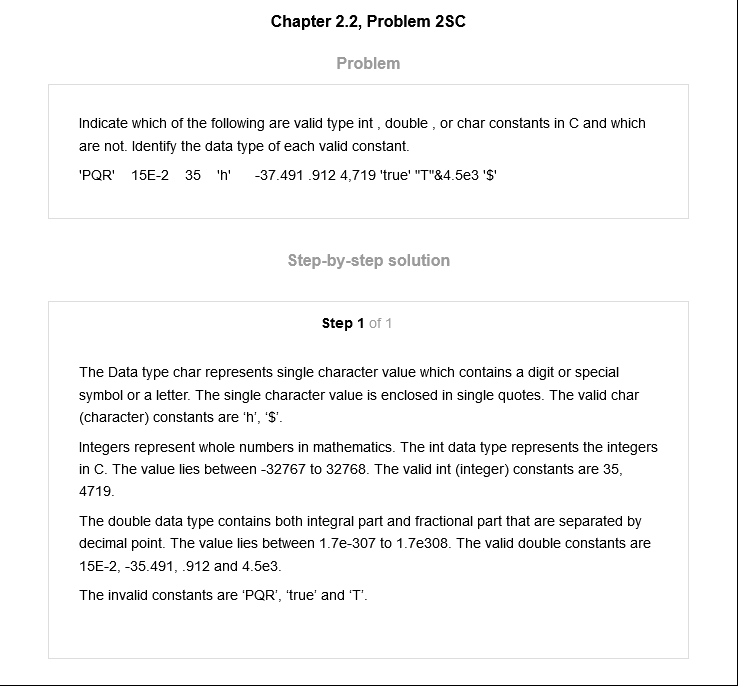 Chapter 2.2, Problem 2SC
Problem
Indicate which of the following are valid type int , double , or char constants in C and which
are not. Identify the data type of each valid constant.
'PQR' 15E-2 35 'h' -37.491 .912 4,719 'true' "T"&4.5e3 '$'
Step-by-step solution
Step 1 of 1
The Data type char represents single character value which contains a digit or special
symbol or a letter. The single character value is enclosed in single quotes. The valid char
(character) constants are ‘h’, ‘$’.
Integers represent whole numbers in mathematics. The int data type represents the integers
in C. The value lies between -32767 to 32768. The valid int (integer) constants are 35,
4719.
The double data type contains both integral part and fractional part that are separated by
decimal point. The value lies between 1.7e-307 to 1.7e308. The valid double constants are
15E-2, -35.491, .912 and 4.5e3.
The invalid constants are ‘PQR’, ‘true’ and ‘T’.